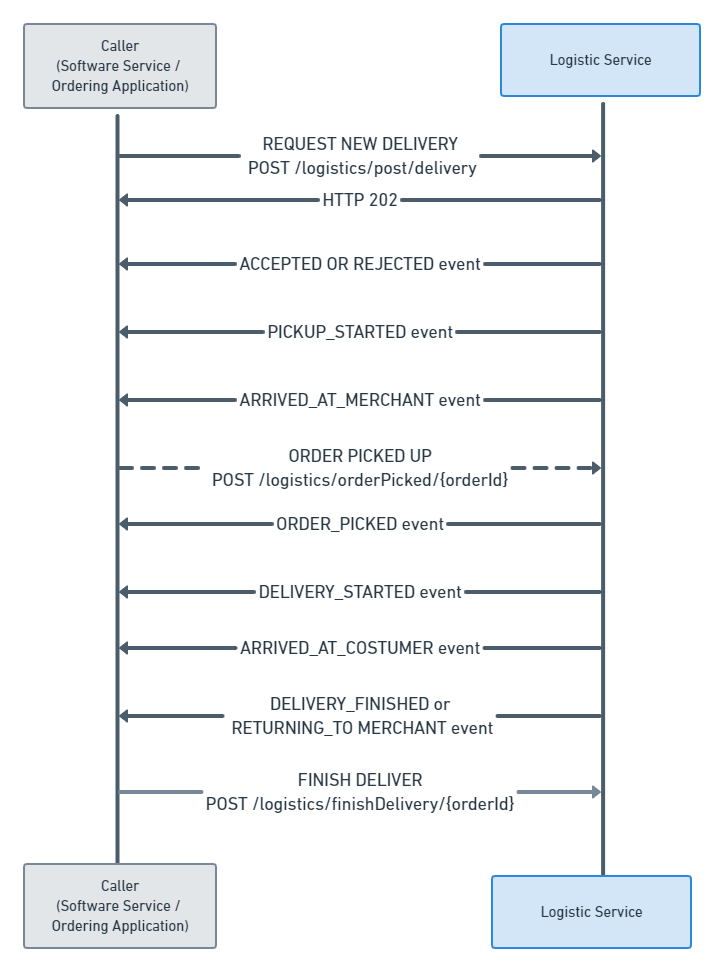 Caller
(Software Service /
Ordering Application)
Logistic Service
REQUEST NEW DELIVERY
POST /logistics/post/delivery
HTTP 202
ACCEPTED OR REJECTED event
PICKUP_STARTED event
ARRIVED_AT_MERCHANT event
ORDER PICKED UP
POST /logistics/orderPicked/{orderId}
ORDER_PICKED event
DELIVERY_STARTED event
ARRIVED_AT_COSTUMER event
DELIVERY_FINISHED or
RETURNING_TO MERCHANT event
FINISH DELIVER
POST /logistics/finishDelivery/{orderId}
Caller
(Software Service /
Ordering Application)
Logistic Service